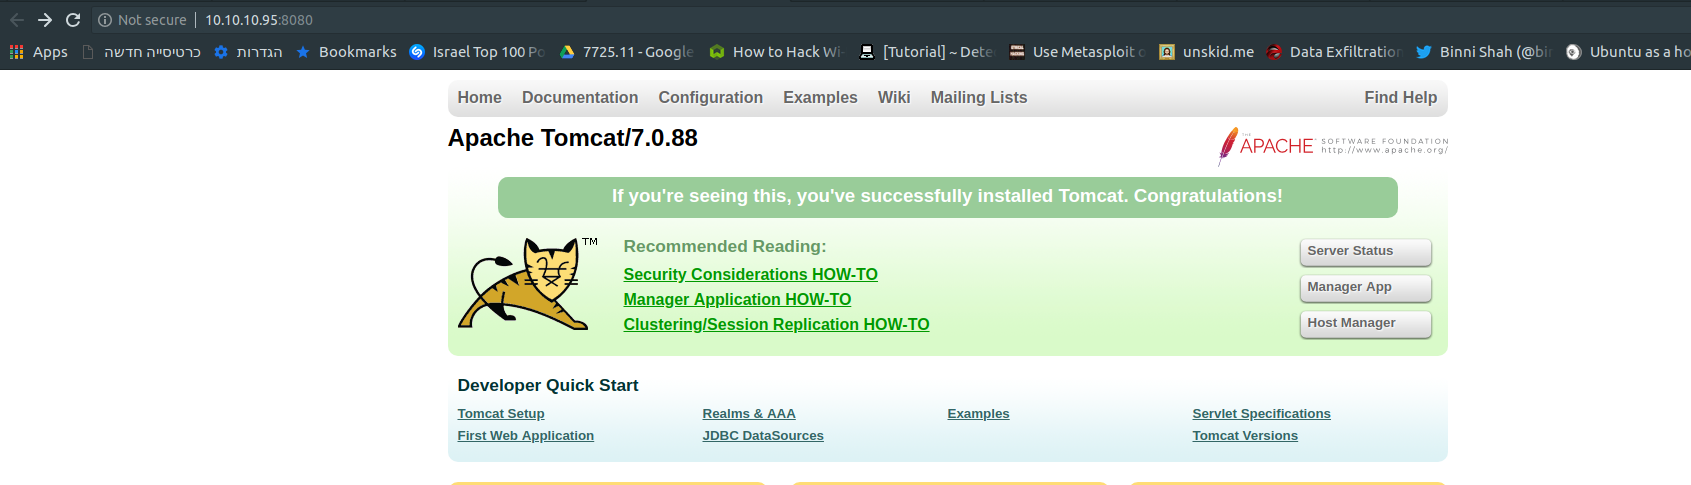 Not secure | 10.10.10.95:8080
Apps כרטיסייה חדשה הגדרות Bookmarks Israel Top 100 Po 7725.11 - Google How to Hack Wi- [Tutorial] ~ Dete Use Metasploit o unskid.me Data Exfiltration Binni Shah (@bin Ubuntu as a ho
Home Documentation Configuration Examples Wiki Mailing Lists Find Help
Apache Tomcat/7.0.88
THE APACHE SOFTWARE FOUNDATION
http://www.apache.org/
If you're seeing this, you've successfully installed Tomcat. Congratulations!
TM
Recommended Reading:
Security Considerations HOW-TO
Manager Application HOW-TO
Clustering/Session Replication HOW-TO
Server Status
Manager App
Host Manager
Developer Quick Start
Tomcat Setup
First Web Application
Realms & AAA
JDBC DataSources
Examples
Servlet Specifications
Tomcat Versions